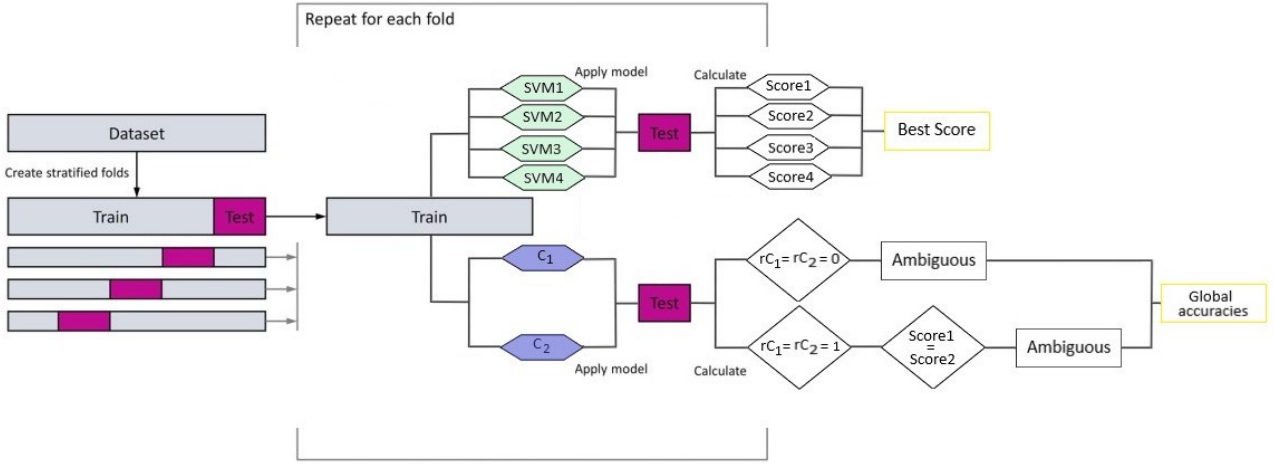 Repeat for each fold
Dataset
Create stratified folds
Train
Test
Train
Apply model
SVM1
SVM2
SVM3
SVM4
Test
Calculate
Score1
Score2
Score3
Score4
Best Score
C1
C2
Apply model
Test
Calculate
rC1= rC2 = 0
Ambiguous
rC1= rC2 = 1
Score1
=
Score2
Ambiguous
Global
accuracies